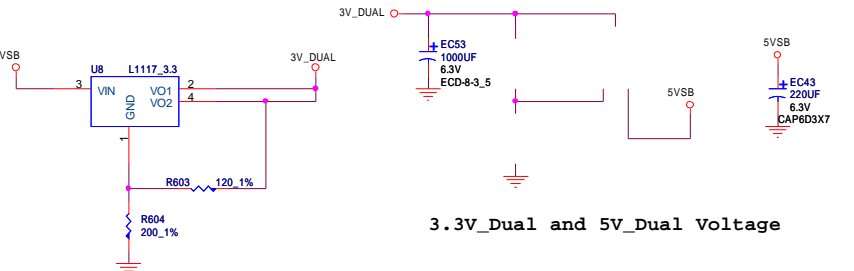 3V_DUAL
VSB
U8 L1117_3.3
3V_DUAL
EC53
1000UF
6.3V
ECD-8-3_5
5VSB
EC43
220UF
6.3V
CAP6D3X7
5VSB
3 VIN VO1 2
VO2 4
GND
1
R603 120_1%
R604
200_1%
3.3V_Dual and 5V_Dual Voltage